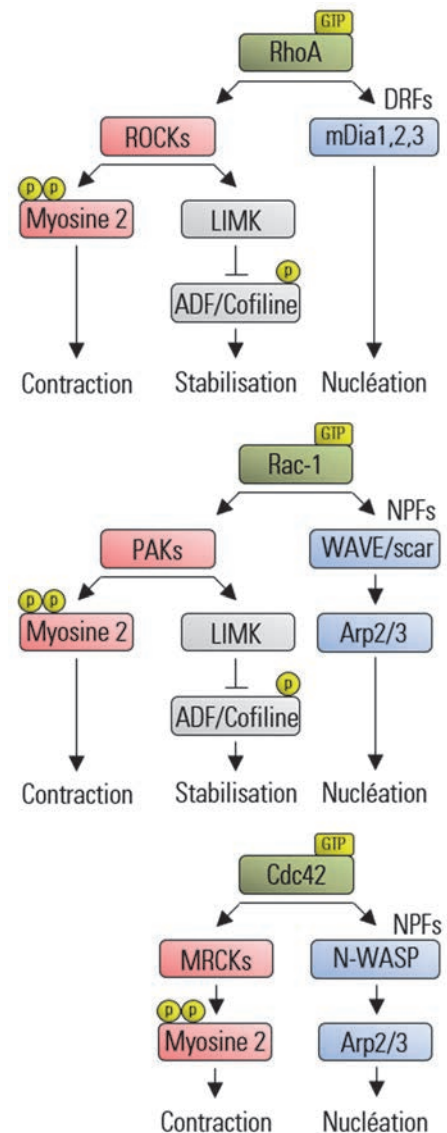 GTP
RhoA
DRFs
ROCKs
mDia1,2,3
P P
Myosine 2
LIMK
P
ADF/Cofiline
Contraction
Stabilisation
Nucléation
GTP
Rac-1
NPFs
PAKs
WAVE/scar
P P
Myosine 2
LIMK
Arp2/3
P
ADF/Cofiline
Contraction
Stabilisation
Nucléation
GTP
Cdc42
NPFs
MRCKs
N-WASP
P P
Myosine 2
Arp2/3
Contraction
Nucléation